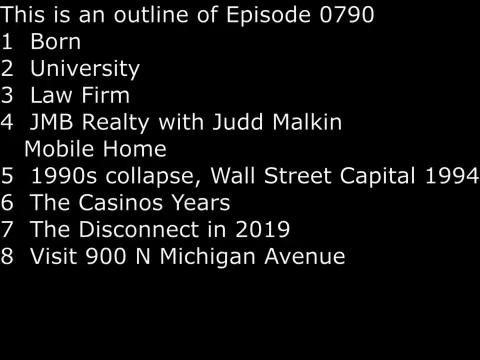 This is an outline of Episode 0790
1 Born
2 University
3 Law Firm
4 JMB Realty with Judd Malkin
Mobile Home
5 1990s collapse, Wall Street Capital 1994
6 The Casinos Years
7 The Disconnect in 2019
8 Visit 900 N Michigan Avenue